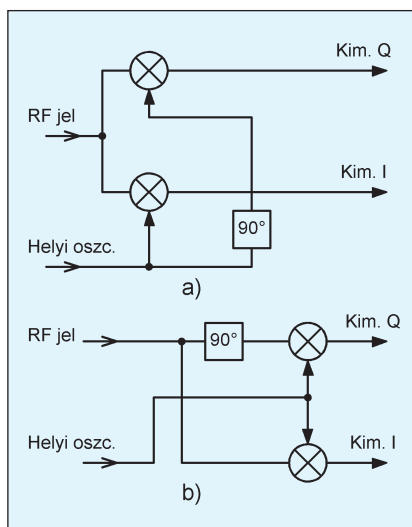 Kim. Q
RF jel
Kim. I
90°
Helyi oszc.
a)
RF jel
90°
Kim. Q
Helyi oszc.
Kim. I
b)